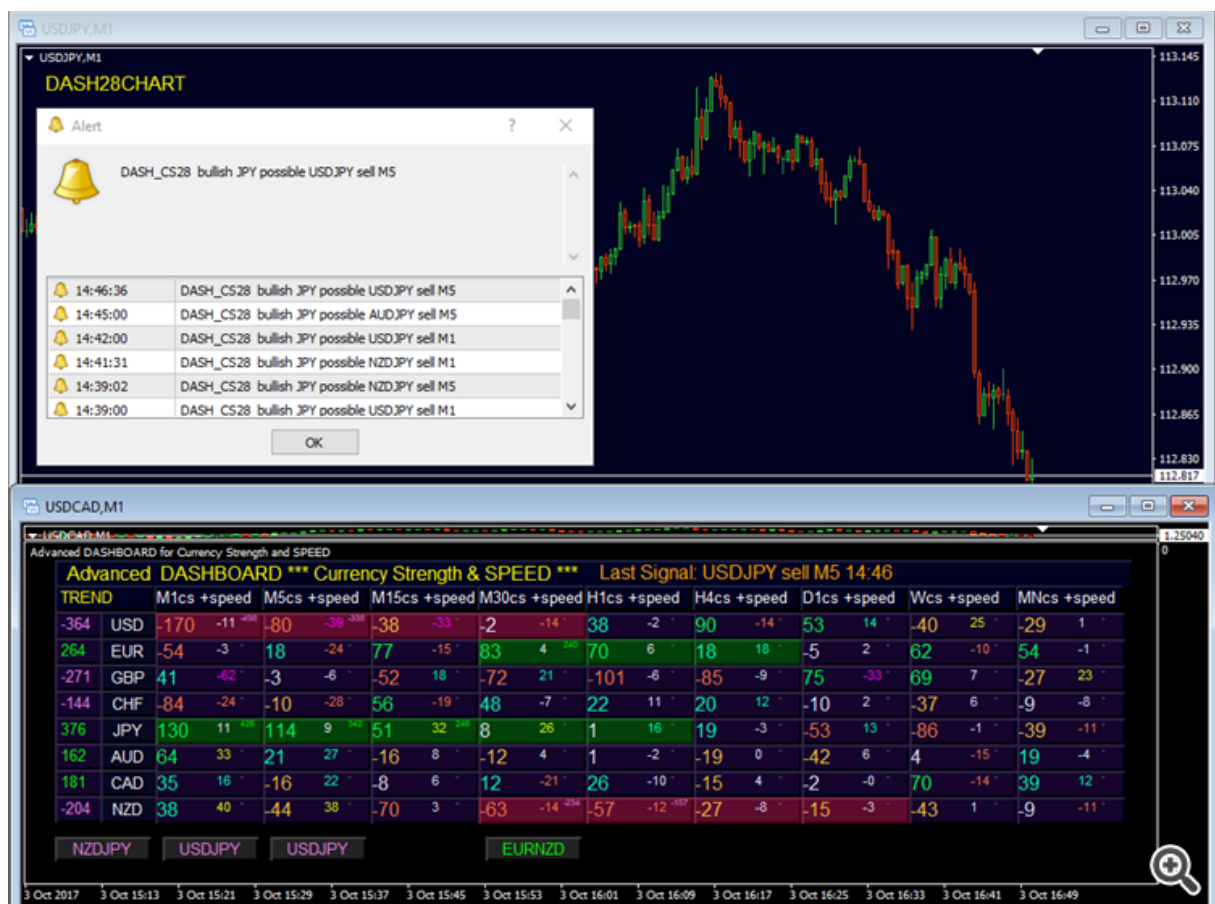 USDJPY,M1
USDJPY,M1
DASH28CHART
Alert
?
DASH_CS28 bullish JPY possible USDJPY sell M5
14:46:36 DASH_CS28 bullish JPY possible USDJPY sell M5
14:45:00 DASH_CS28 bullish JPY possible AUDJPY sell M5
14:42:00 DASH_CS28 bullish JPY possible USDJPY sell M1
14:41:31 DASH_CS28 bullish JPY possible NZDJPY sell M1
14:39:02 DASH_CS28 bullish JPY possible NZDJPY sell M5
14:39:00 DASH_CS28 bullish JPY possible USDJPY sell M1
OK
113.145
113.110
113.075
113.040
113.005
112.970
112.935
112.900
112.865
112.830
112.817
USDCAD,M1
USDCAD,M1
1.25040
0
Advanced DASHBOARD for Currency Strength and SPEED
Advanced DASHBOARD *** Currency Strength & SPEED *** Last Signal: USDJPY sell M5 14:46
TREND M1cs +speed M5cs +speed M15cs +speed M30cs +speed H1cs +speed H4cs +speed D1cs +speed Wcs +speed MNcs +speed
-364 USD -170 -11 -498 -80 -39 -338 -38 -33 -2 -14 38 -2 90 -14 53 14 -40 25 -29 1
264 EUR -54 -3 18 -24 77 -15 83 4 240 70 6 18 18 -5 2 62 -10 54 -1
-271 GBP 41 -62 -3 -6 -52 18 -72 21 -101 -6 -85 -9 75 -33 69 7 -27 23
-144 CHF -84 -24 -10 -28 56 -19 48 -7 22 11 20 12 -10 2 -37 6 -9 -8
376 JPY 130 11 426 114 9 342 51 32 246 8 26 1 16 19 -3 -53 13 -86 -1 -39 -11
162 AUD 64 33 21 27 -16 8 -12 4 1 -2 -19 0 -42 6 4 -15 19 -4
181 CAD 35 16 -16 22 -8 6 12 -21 26 -10 -15 4 -2 -0 70 -14 39 12
-204 NZD 38 40 -44 38 -70 3 -63 -14 -234 -57 -12 -157 -27 -8 -15 -3 -43 1 -9 -11
NZDJPY USDJPY USDJPY EURNZD
3 Oct 2017 3 Oct 15:13 3 Oct 15:21 3 Oct 15:29 3 Oct 15:37 3 Oct 15:45 3 Oct 15:53 3 Oct 16:01 3 Oct 16:09 3 Oct 16:17 3 Oct 16:25 3 Oct 16:33 3 Oct 16:41 3 Oct 16:49